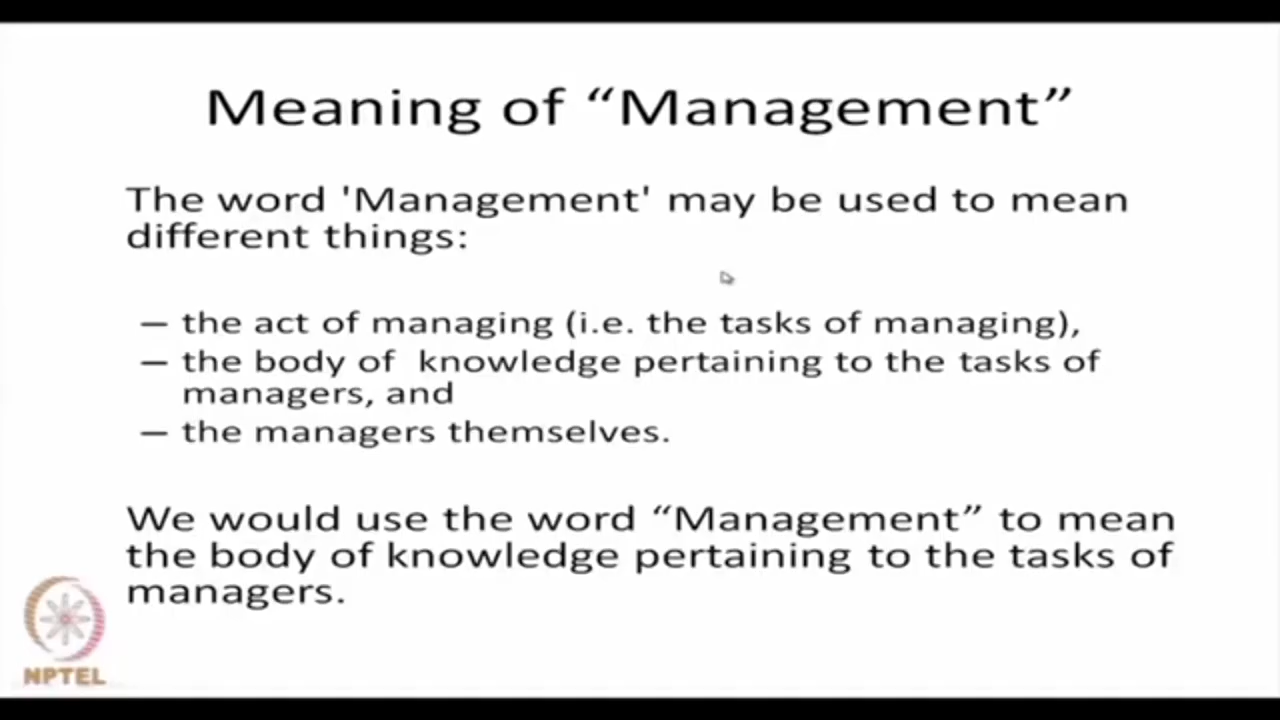 Meaning of “Management”
The word 'Management' may be used to mean
different things:
— the act of managing (i.e. the tasks of managing),
— the body of  knowledge pertaining to the tasks of
managers, and
— the managers themselves.
We would use the word “Management” to mean
the body of knowledge pertaining to the tasks of
managers.
NPTEL